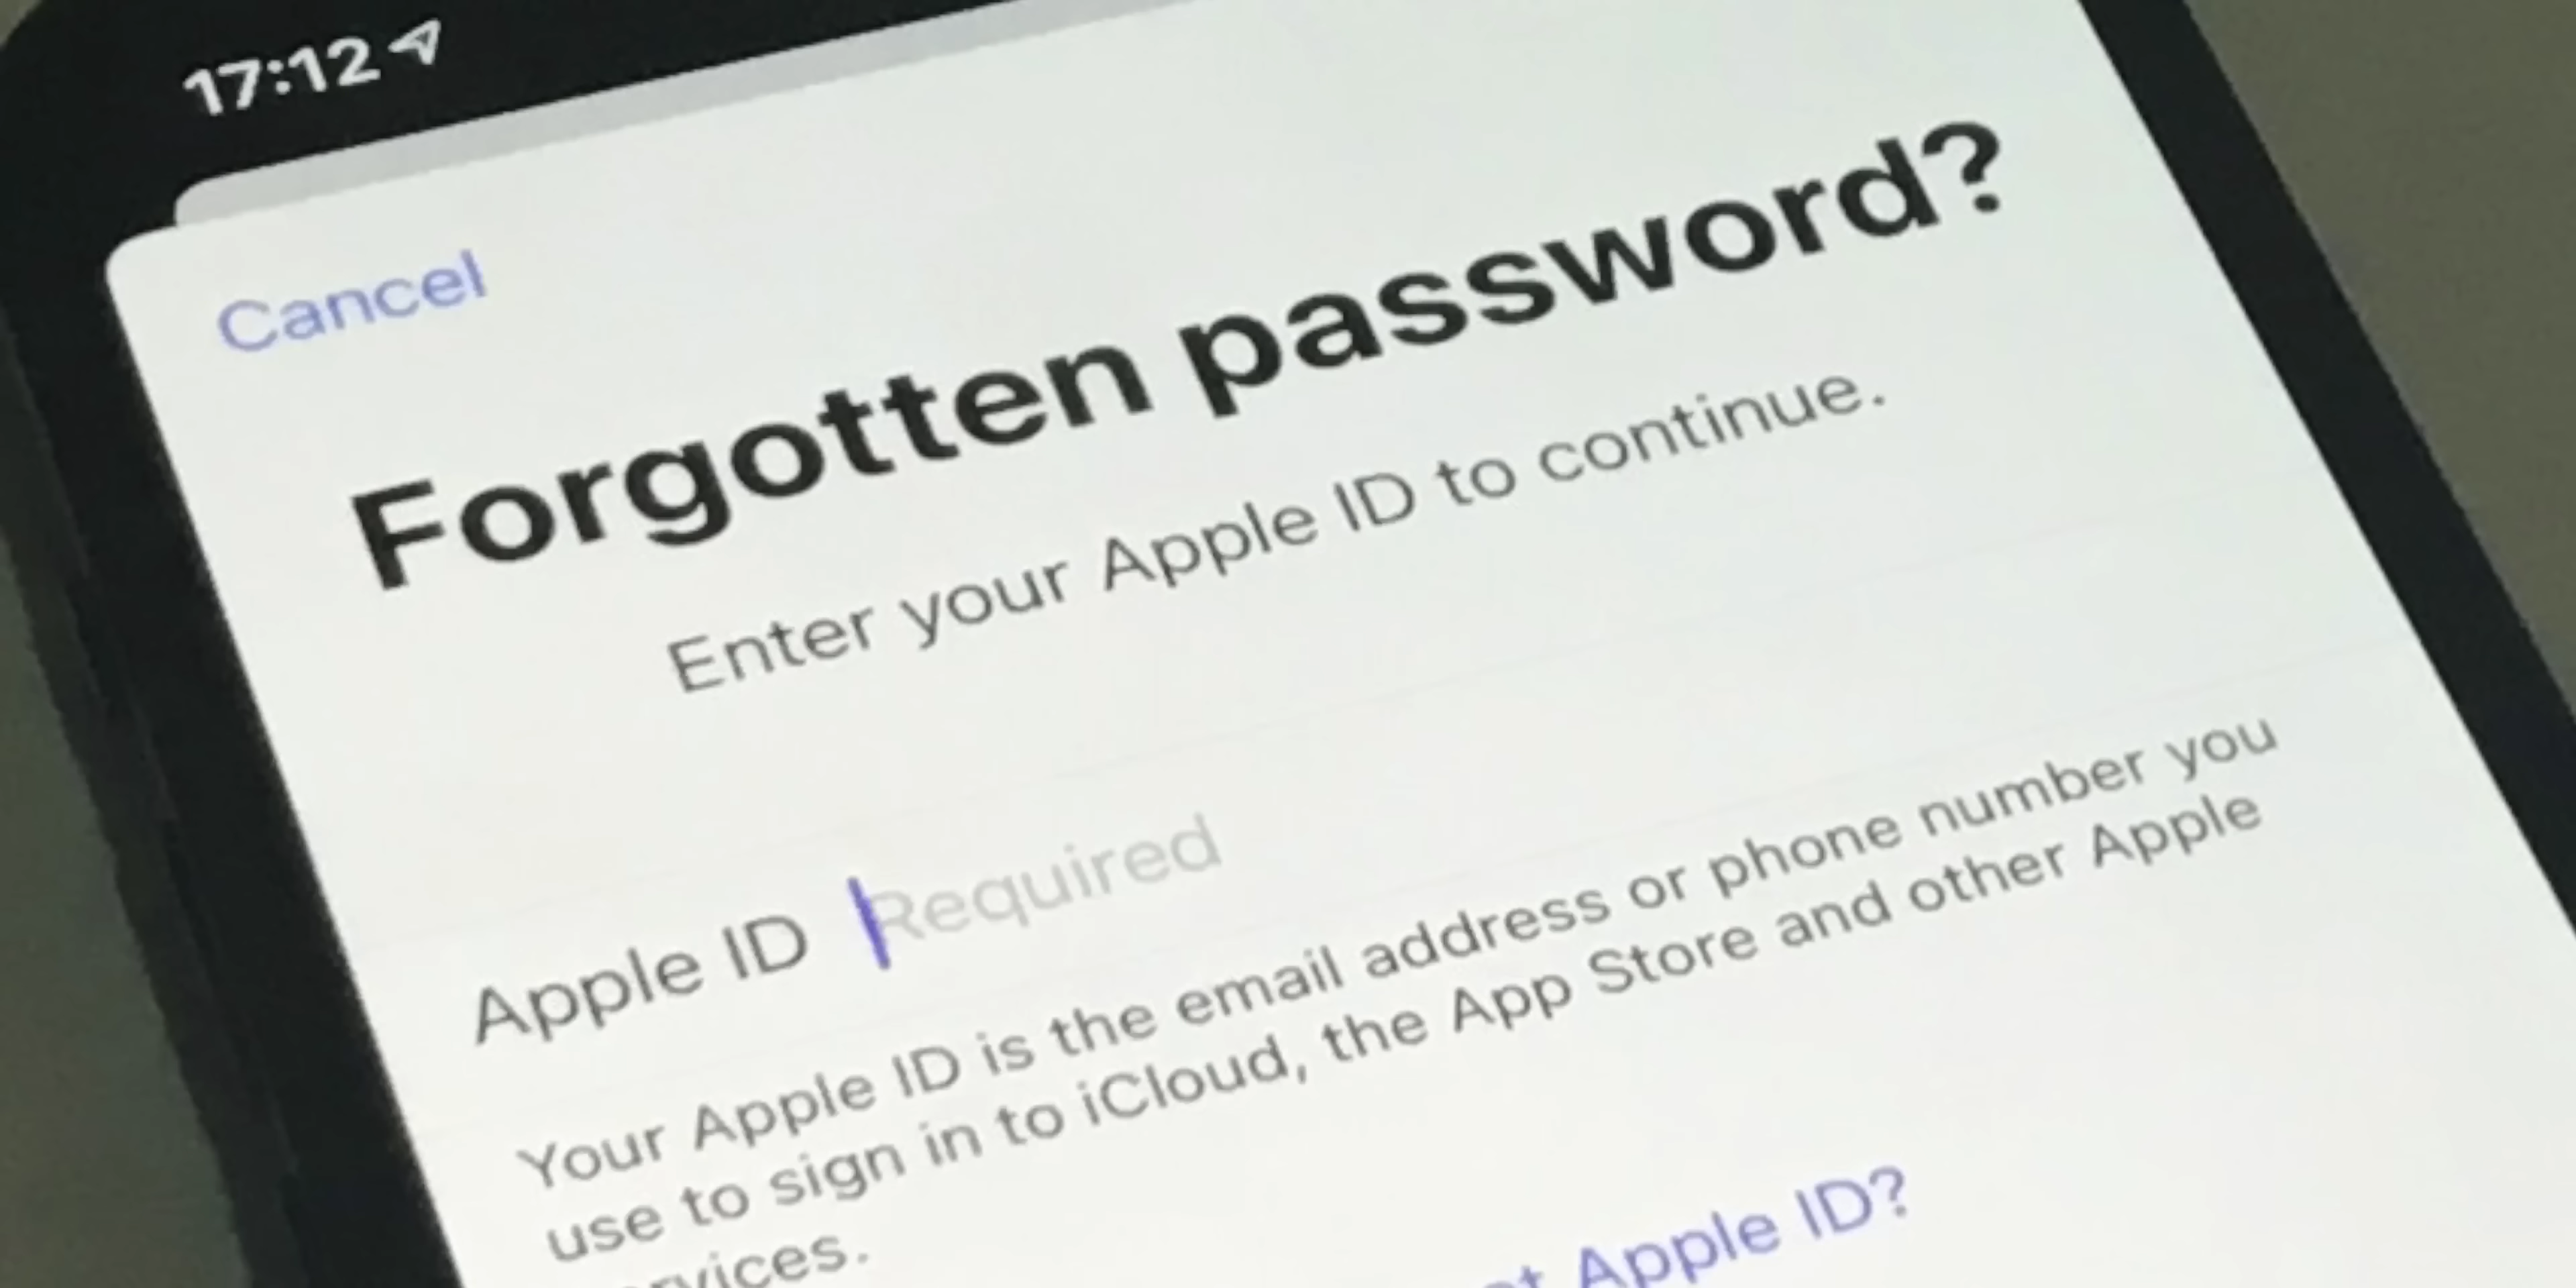 17:12
Cancel
Forgotten password?
Enter your Apple ID to continue.
Apple ID Required
Your Apple ID is the email address or phone number you
use to sign in to iCloud, the App Store and other Apple
Apple ID?